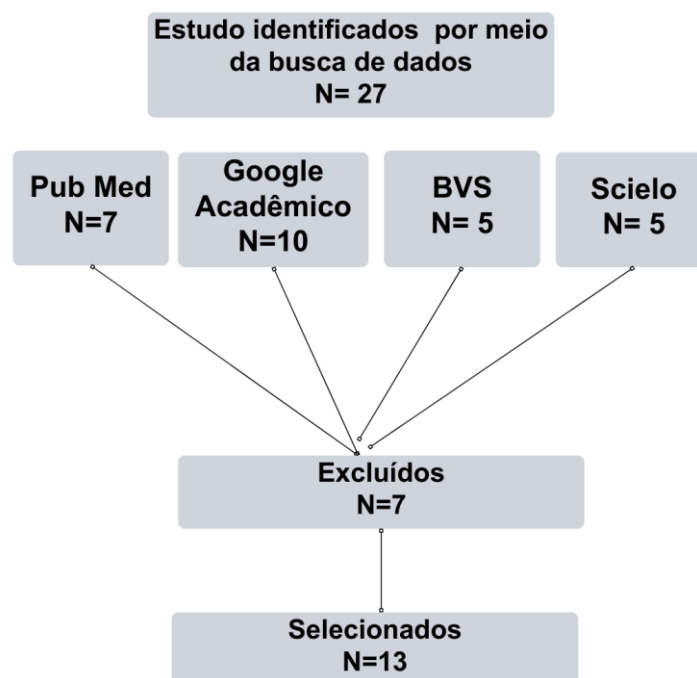 Estudo identificados por meio
da busca de dados
N= 27
Pub Med
N=7
Google
Acadêmico
N=10
BVS
N= 5
Scielo
N= 5
Excluídos
N=7
Selecionados
N=13